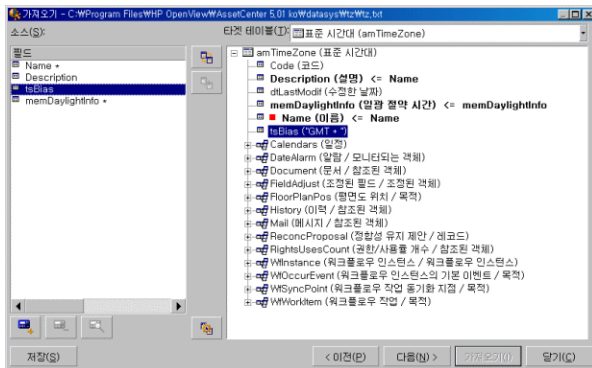 가져오기 - C:₩Program Files₩HP OpenView₩AssetCenter 5,01 ko₩datasys₩tz₩tz,txt
소스(S):
타겟 테이블(T): 표준 시간대 (amTimeZone)
필드
Name *
Description
tsBias
memDaylightInfo *
amTimeZone (표준 시간대)
Code (코드)
Description (설명) <= Name
dtLastModif (수정한 날짜)
memDaylightInfo (일광 절약 시간) <= memDaylightInfo
Name (이름) <= Name
tsBias ("GMT + ")
Calendars (일정)
DateAlarm (알람 / 모니터되는 객체)
Document (문서 / 참조된 객체)
FieldAdjust (조정된 필드 / 조정된 객체)
FloorPlanPos (평면도 위치 / 목적)
History (이력 / 참조된 객체)
Mail (메시지 / 참조된 객체)
ReconcProposal (정합성 유지 제안 / 레코드)
RightsUsesCount (권한/사용률 개수 / 참조된 객체)
WfInstance (워크플로우 인스턴스 / 워크플로우 인스턴스)
WfOccurEvent (워크플로우 인스턴스의 기본 이벤트 / 목적)
WfSyncPoint (워크플로우 작업 동기화 지점 / 목적)
WfWorkItem (워크플로우 작업 / 목적)
저장(S)
< 이전(P)
다음(N) >
가져오기(I)
닫기(C)